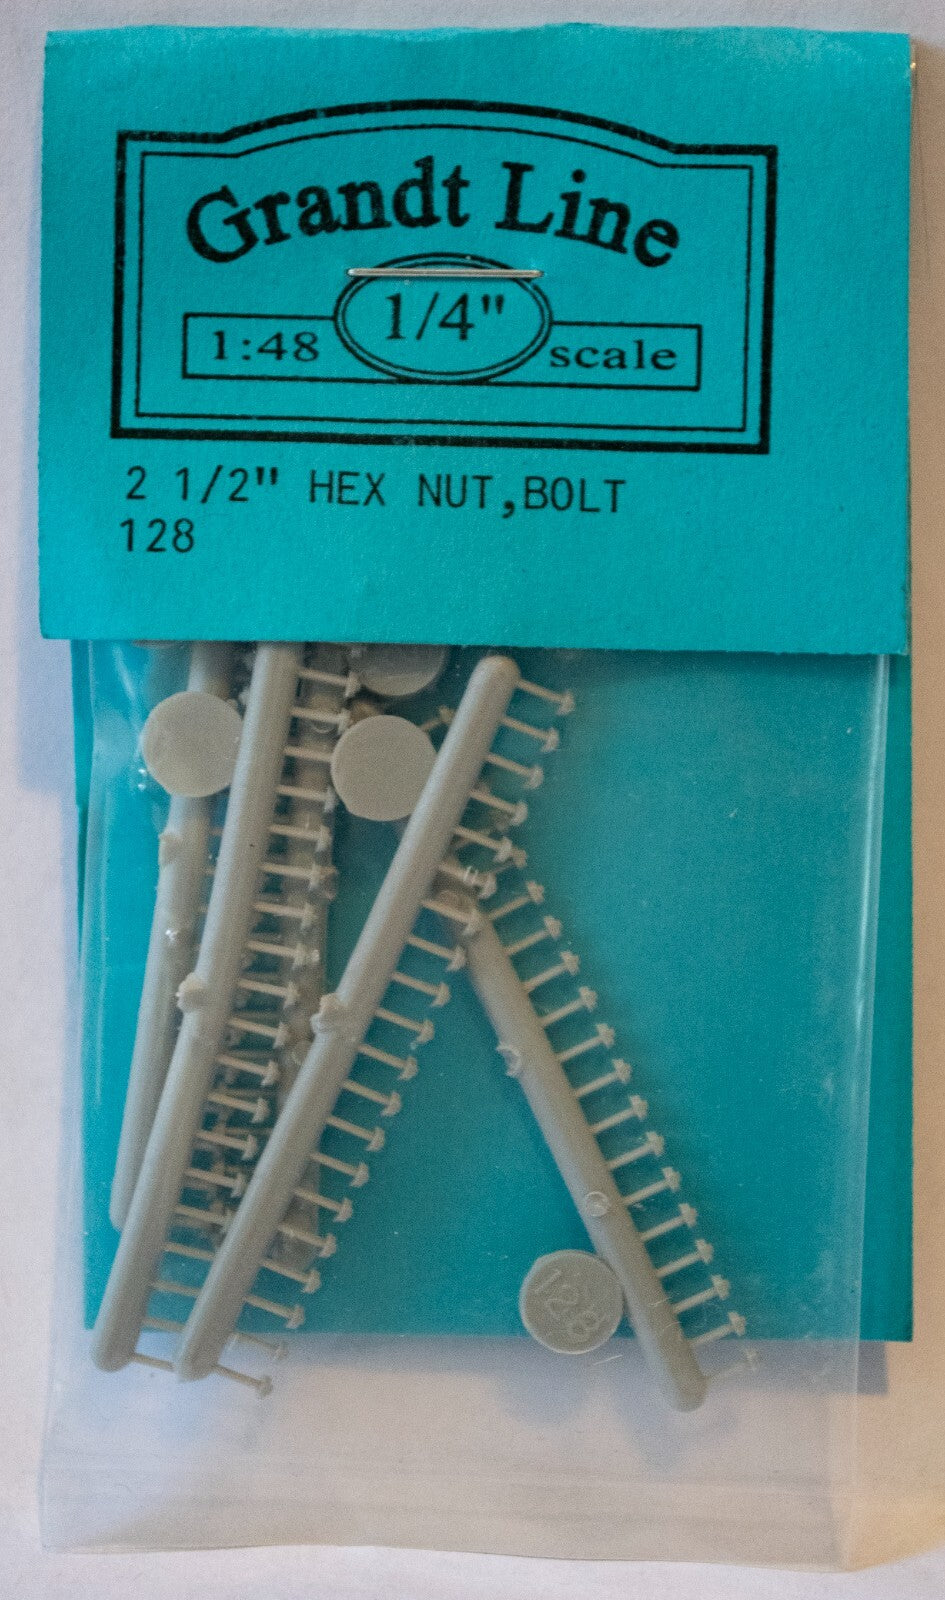 Grandt Line
1/4"
1:48 scale
2 1/2" HEX NUT,BOLT
128
128